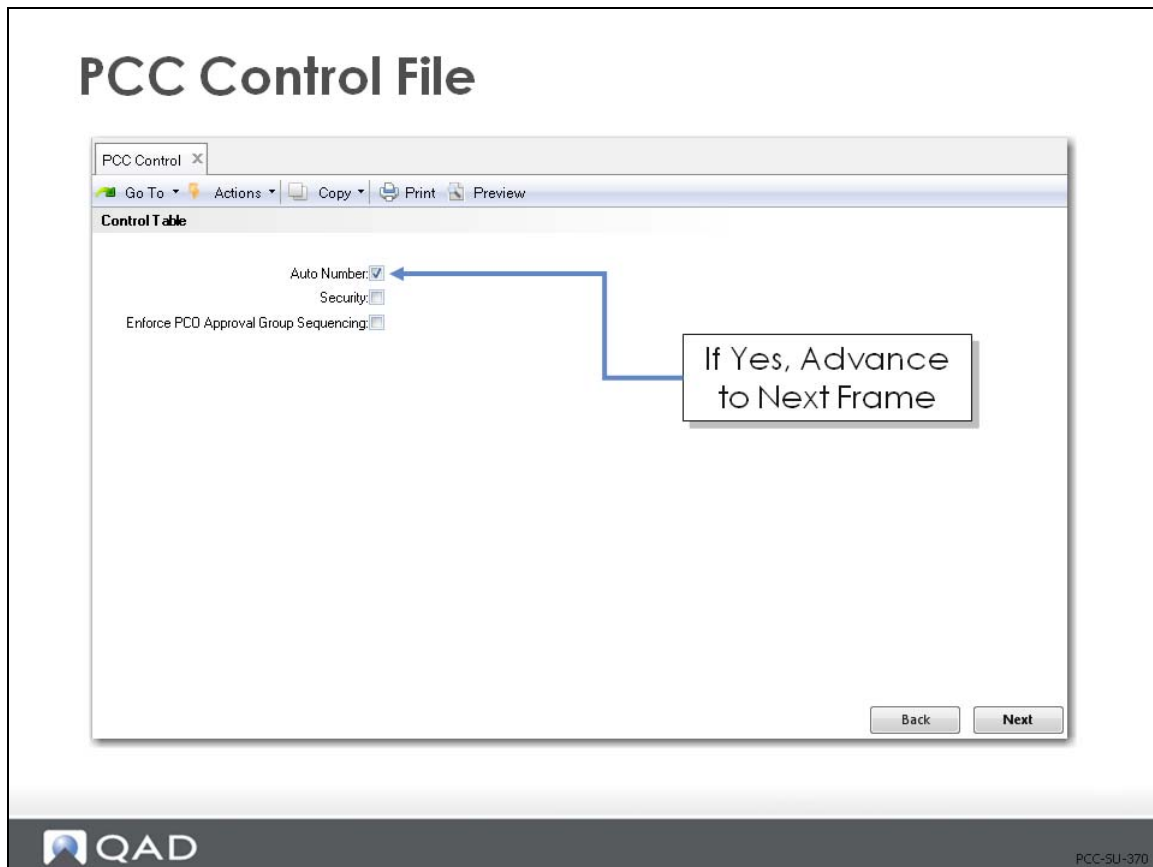 PCC Control File
PCC Control
Go To Actions Copy Print Preview
Control Table
Auto Number:
Security:
Enforce PCO Approval Group Sequencing:
If Yes, Advance
to Next Frame
Back Next
QAD
PCC-SU-370